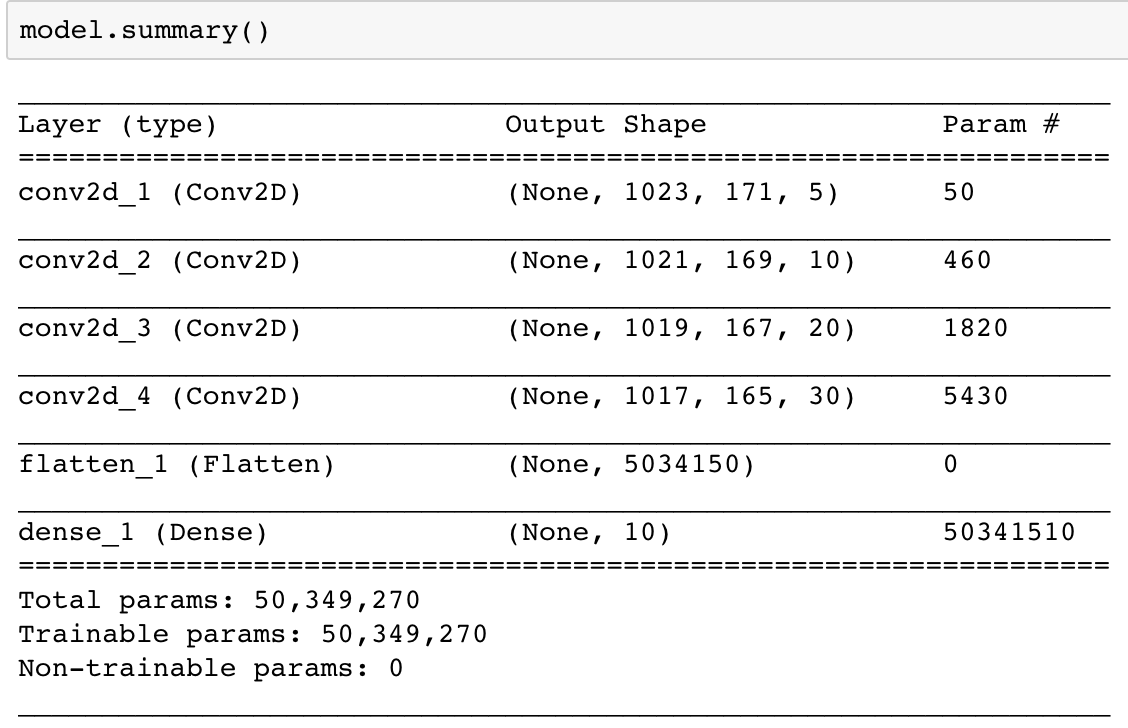 model.summary()
Layer (type) Output Shape Param #
=================================================================
conv2d_1 (Conv2D) (None, 1023, 171, 5) 50
conv2d_2 (Conv2D) (None, 1021, 169, 10) 460
conv2d_3 (Conv2D) (None, 1019, 167, 20) 1820
conv2d_4 (Conv2D) (None, 1017, 165, 30) 5430
flatten_1 (Flatten) (None, 5034150) 0
dense_1 (Dense) (None, 10) 50341510
=================================================================
Total params: 50,349,270
Trainable params: 50,349,270
Non-trainable params: 0